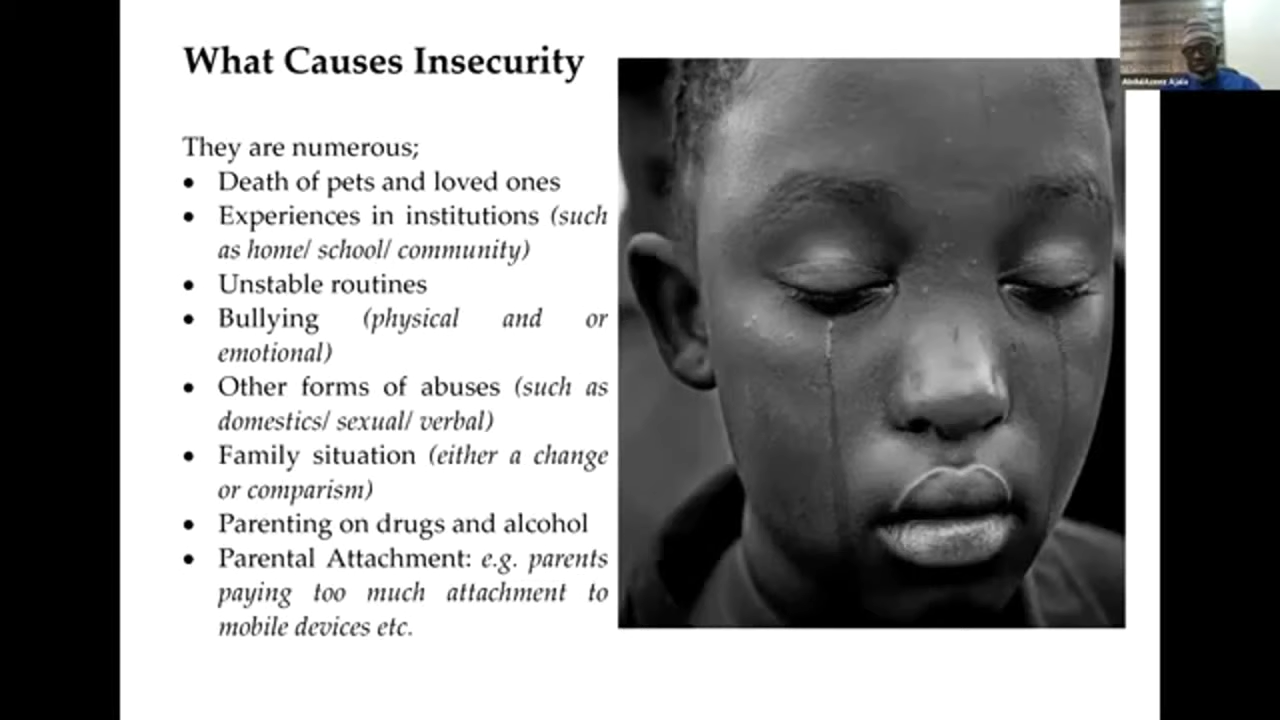 What Causes Insecurity
They are numerous;
• Death of pets and loved ones
• Experiences in institutions (such
as home/ school/ community)
• Unstable routines
• Bullying (physical and or
emotional)
• Other forms of abuses (such as
domestics/ sexual/ verbal)
• Family situation (either a change
or comparism)
• Parenting on drugs and alcohol
• Parental Attachment: e.g. parents
paying too much attachment to
mobile devices etc.
AbdulAzeez Ajala